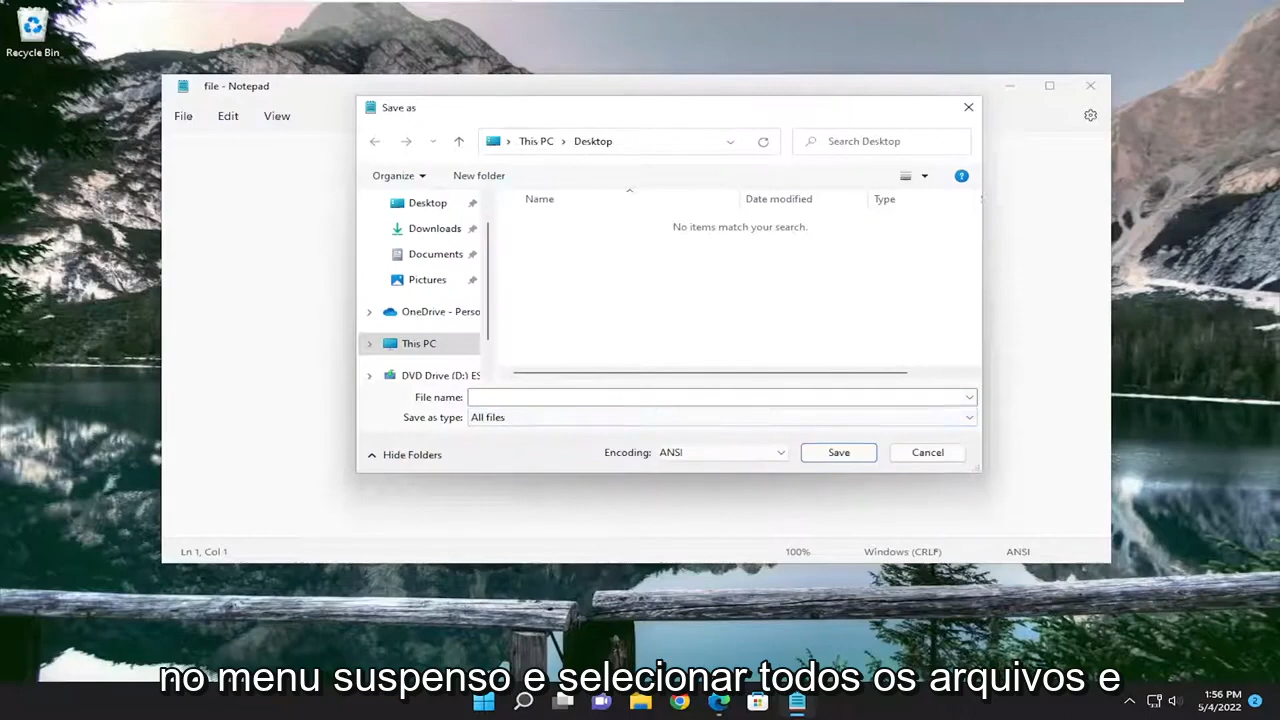 Recycle Bin
file - Notepad
File Edit View
Save as
This PC Desktop
Search Desktop
Organize New folder
Name Date modified Type
No items match your search.
Desktop
Downloads
Documents
Pictures
OneDrive - Perso
This PC
DVD Drive (D:) ES
File name:
Save as type: All files
Hide Folders Encoding: ANSI Save Cancel
Ln 1, Col 1 100% Windows (CRLF) ANSI
no menu suspenso e selecionar todos os arquivos e
1:56 PM
5/4/2022
2